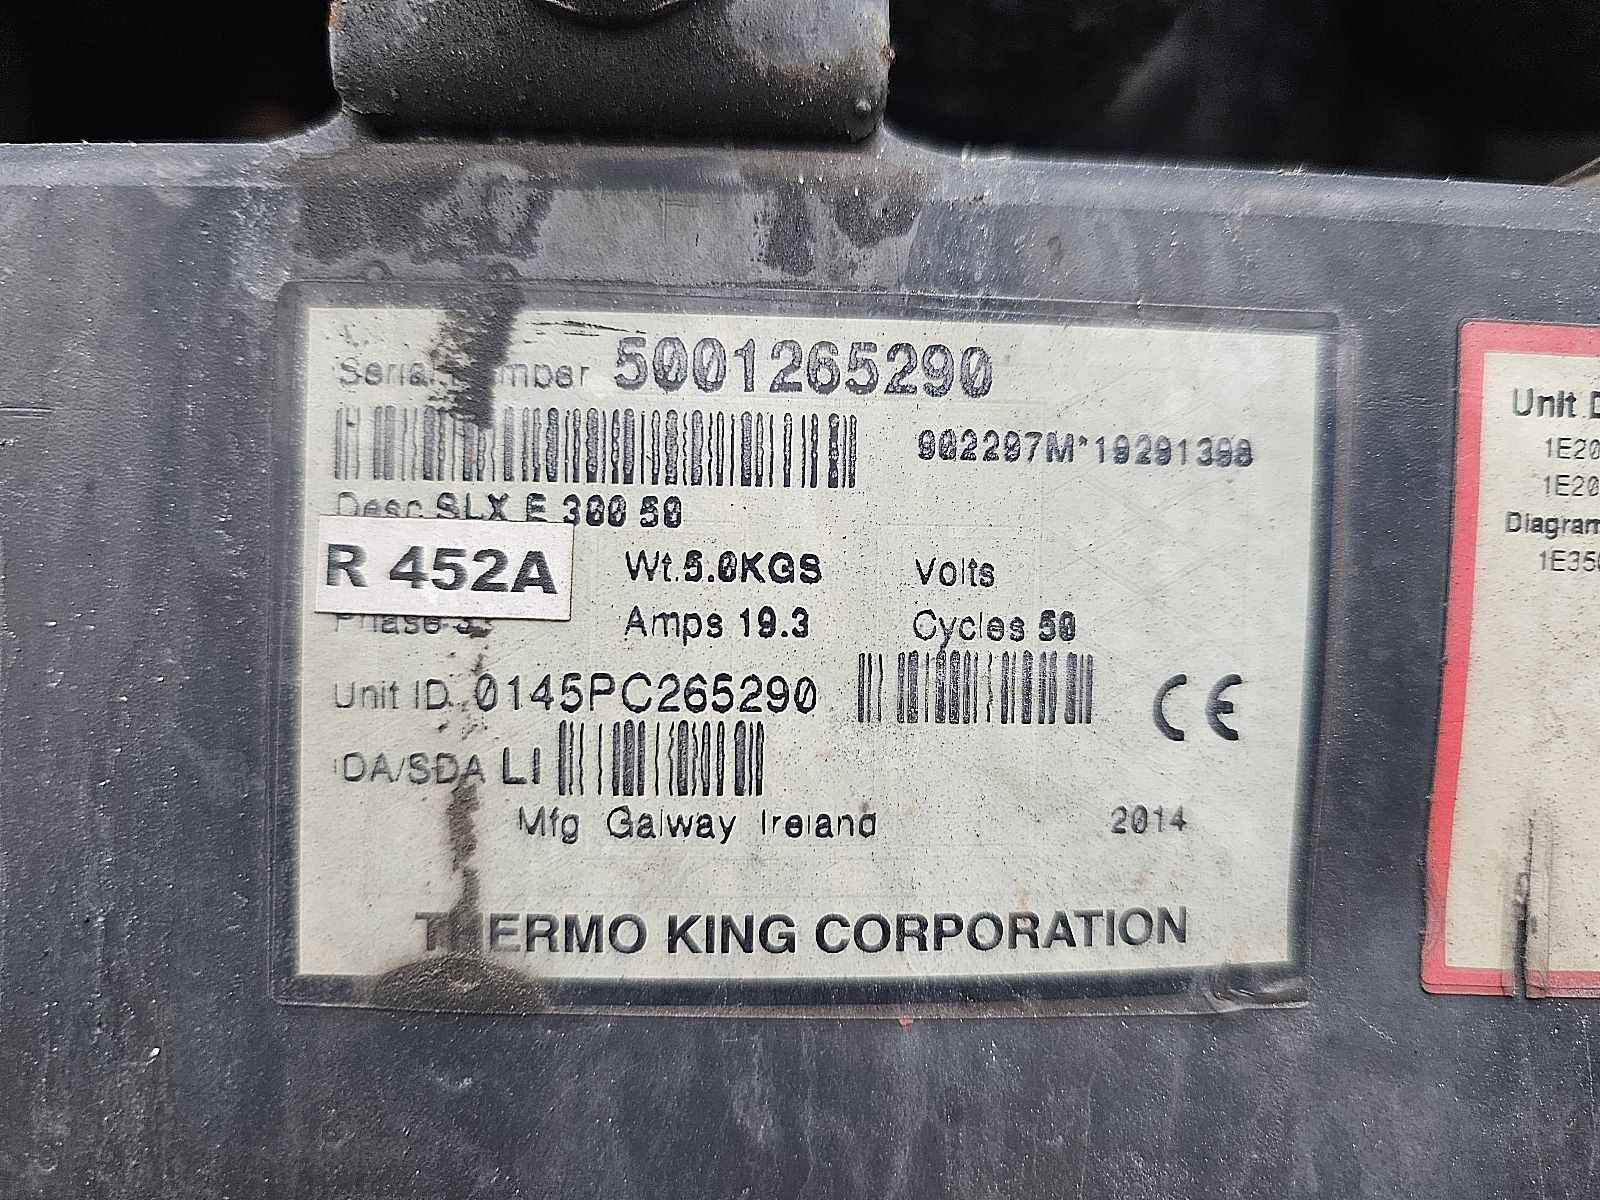 Serial Number 5001265290
902297M*19291398
Desc SLX E 300 50
R 452A
Wt.5.0KGS
Volts
Phase 3
Amps 19.3
Cycles 50
Unit ID. 0145PC265290
CE
IDA/SDA LI
Mfg Galway Ireland
2014
THERMO KING CORPORATION
Unit D
1E20
1E20
Diagram
1E350